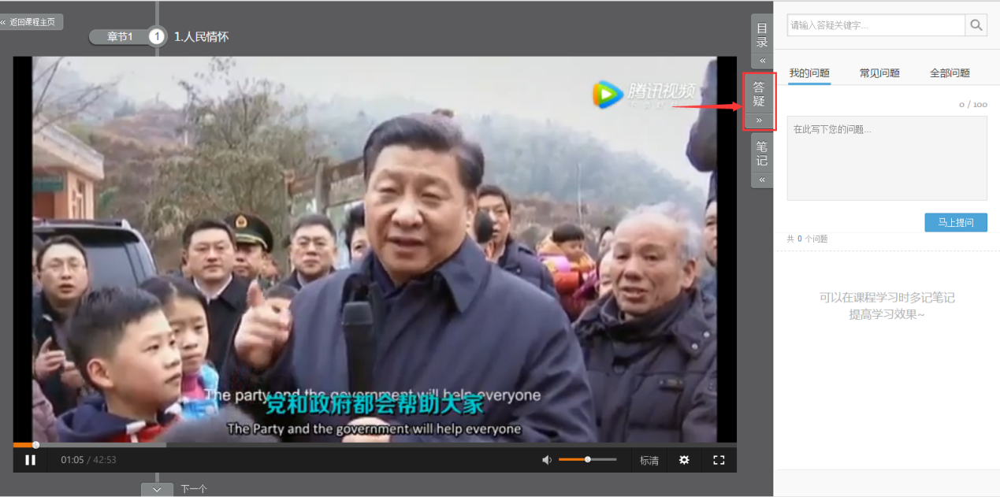 « 返回课程主页
章节1
1
1.人民情怀
腾讯视频
The party and the government will help everyone
党和政府都会帮助大家
The Party and the government will help everyone
01:05 / 42:53
标清
下一个
目录
«
答疑
»
笔记
«
请输入答疑关键字...
我的问题 常见问题 全部问题
0 / 100
在此写下您的问题...
马上提问
共 0 个问题
可以在课程学习时多记笔记
提高学习效果~